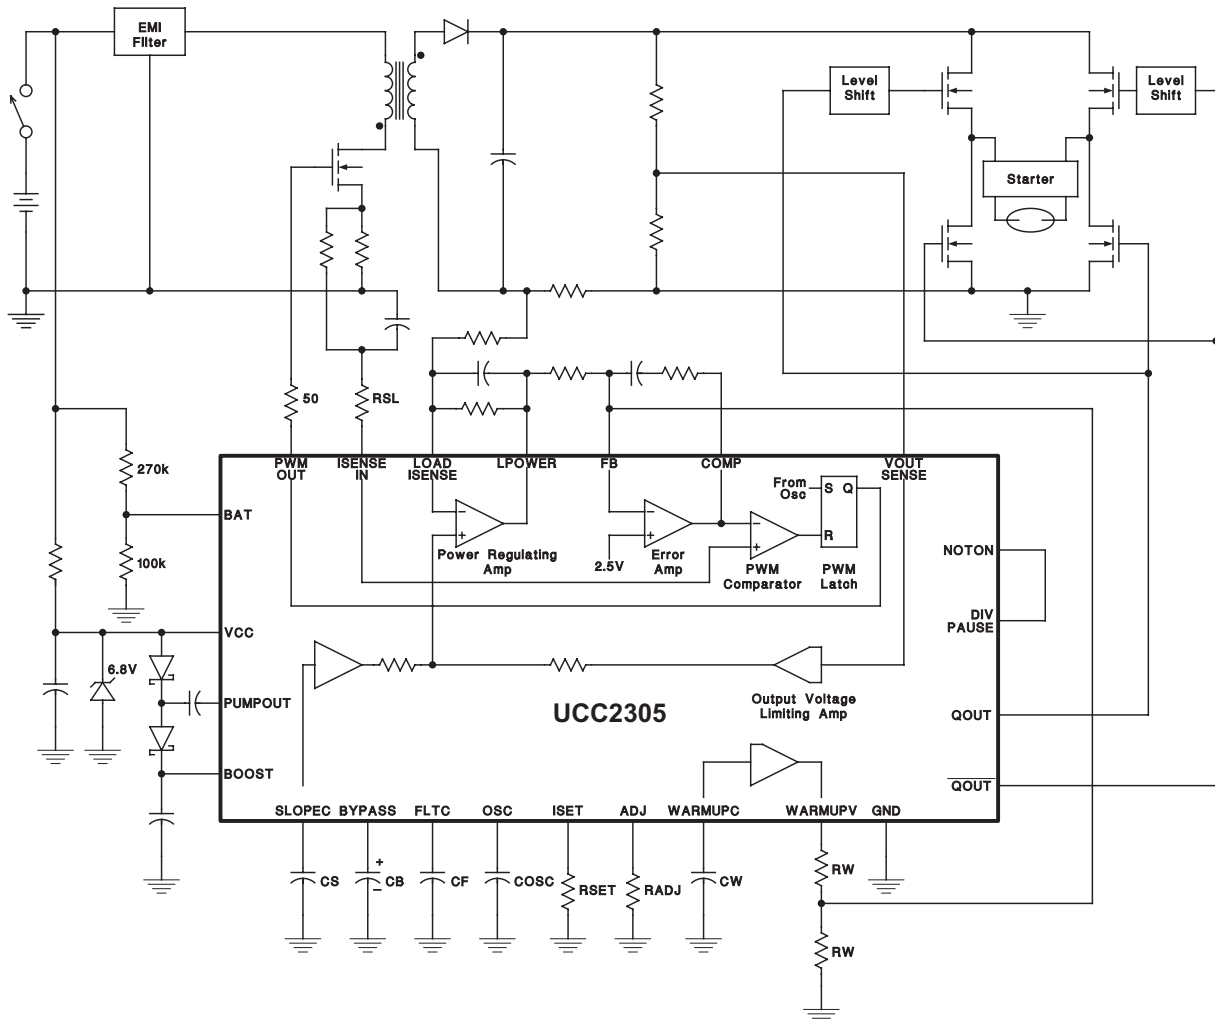 EMI
Filter
Level
Shift
Level
Shift
Starter
50
RSL
270k
100k
PWM
OUT
ISENSE
IN
LOAD
ISENSE
LPOWER
FB
COMP
VOUT
SENSE
BAT
From
Osc
S Q
R
−
+
−
+
−
+
2.5V
Power Regulating
Amp
Error
Amp
PWM
Comparator
PWM
Latch
NOTON
DIV
PAUSE
VCC
6.8V
PUMPOUT
BOOST
Output Voltage
Limiting Amp
UCC2305
QOUT
QOUT
SLOPEC
BYPASS
FLTC
OSC
ISET
ADJ
WARMUPC
WARMUPV
GND
CS
+
CB
−
CF
COSC
RSET
RADJ
CW
RW
RW